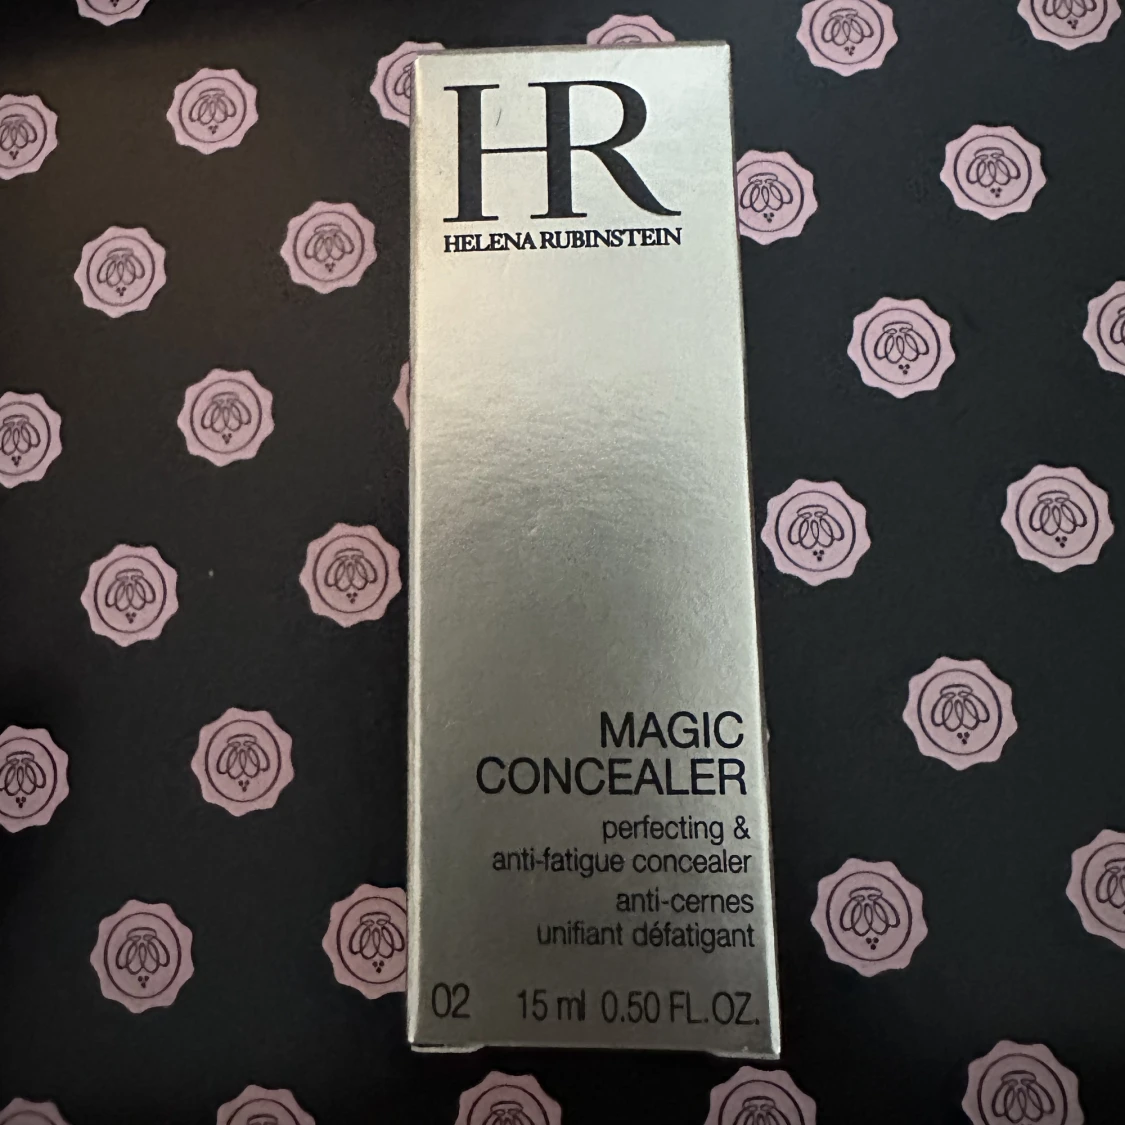 HR
HELENA RUBINSTEIN
MAGIC
CONCEALER
perfecting &
anti-fatigue concealer
anti-cernes
unifiant défatigant
02 15 ml 0.50 FL.OZ.